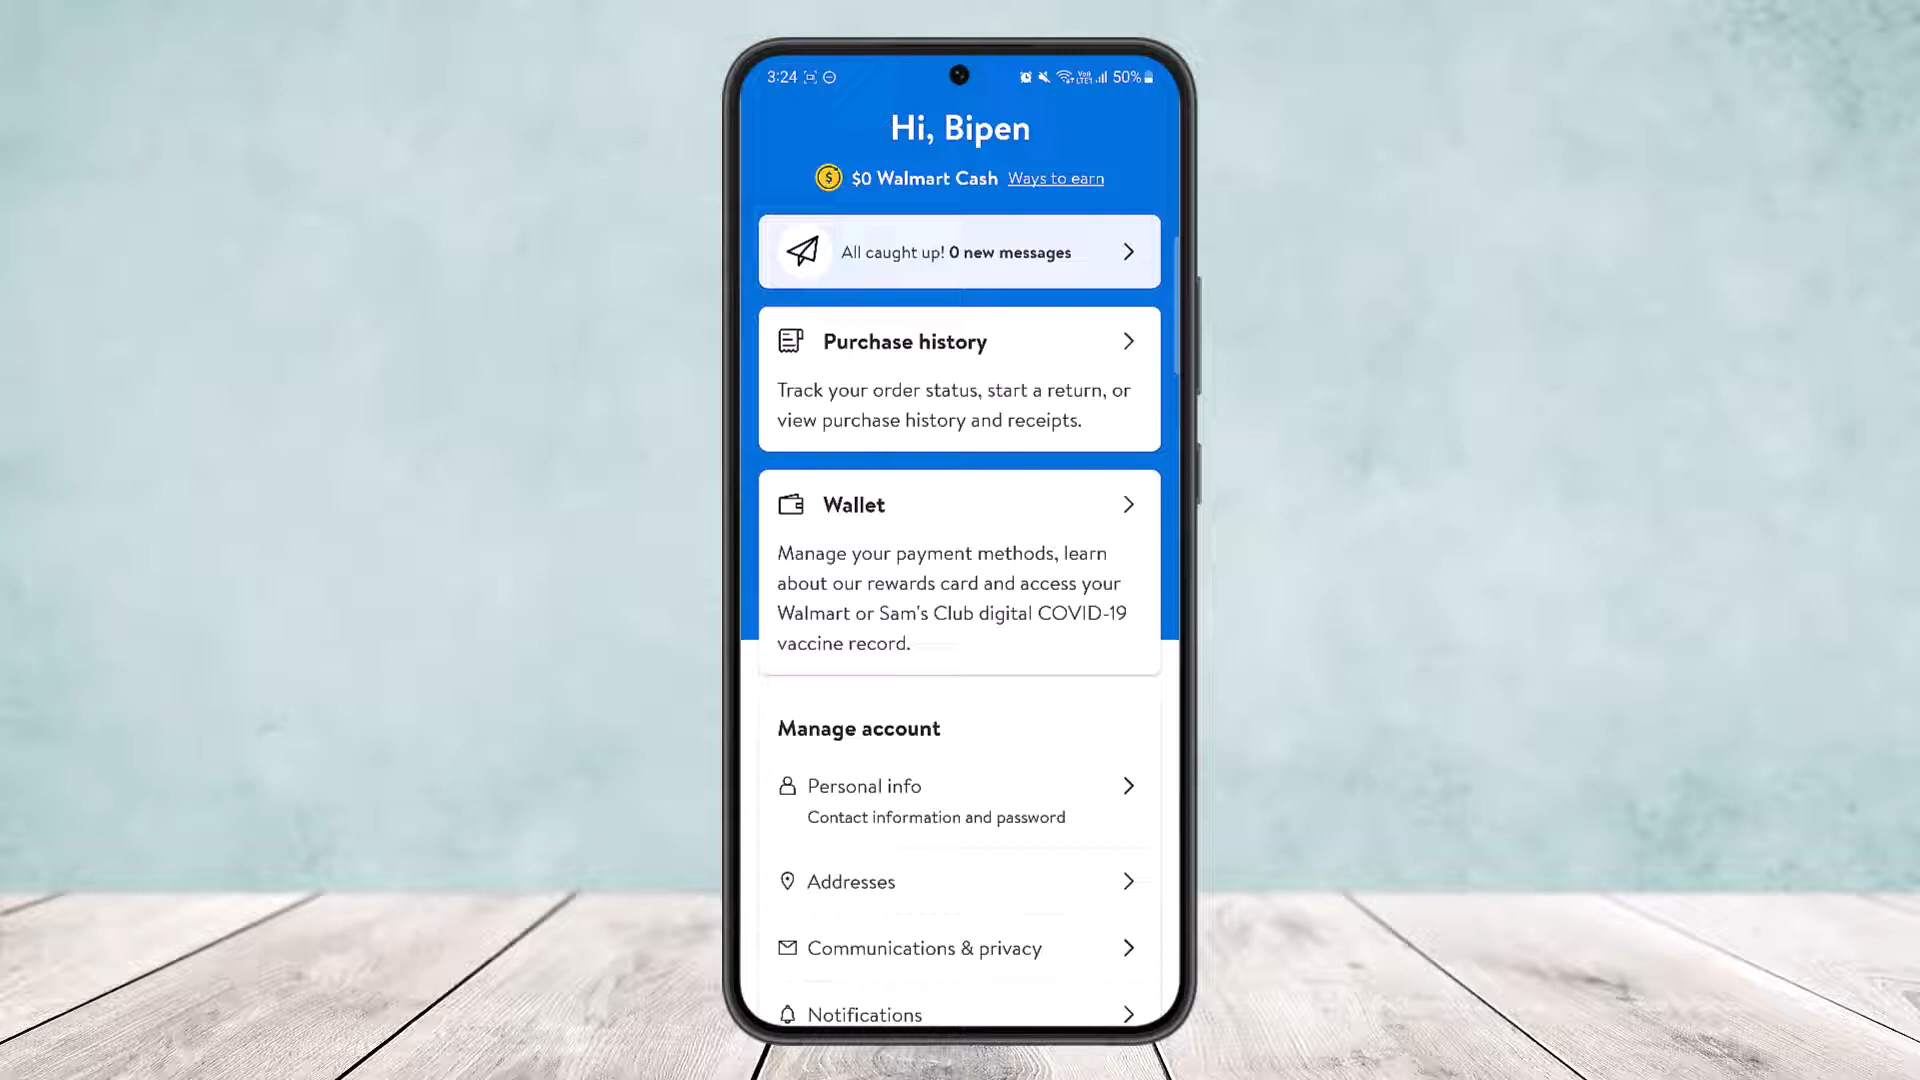 3:24 50%
Hi, Bipen
$0 Walmart Cash Ways to earn
All caught up! 0 new messages
Purchase history
Track your order status, start a return, or
view purchase history and receipts.
Wallet
Manage your payment methods, learn
about our rewards card and access your
Walmart or Sam's Club digital COVID-19
vaccine record.
Manage account
Personal info
Contact information and password
Addresses
Communications & privacy
Notifications